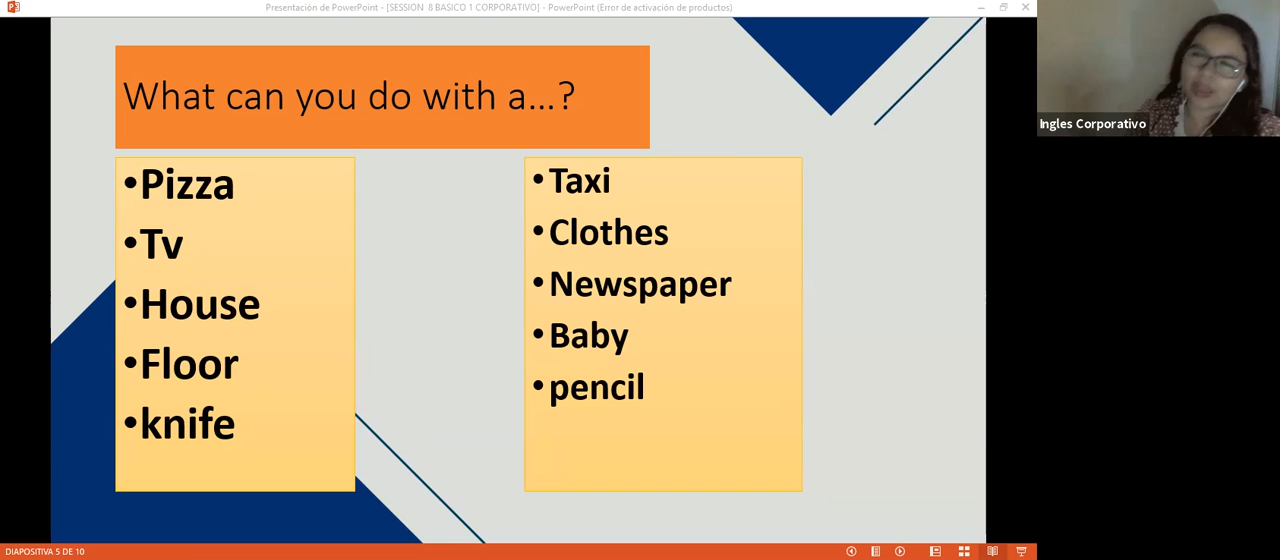 Presentación de PowerPoint - [SESSION 8 BASICO 1 CORPORATIVO] - PowerPoint (Error de activación de productos)
What can you do with a...?
•Pizza
•Tv
•House
•Floor
•knife
•Taxi
•Clothes
•Newspaper
•Baby
•pencil
Ingles Corporativo
DIAPOSITIVA 5 DE 10